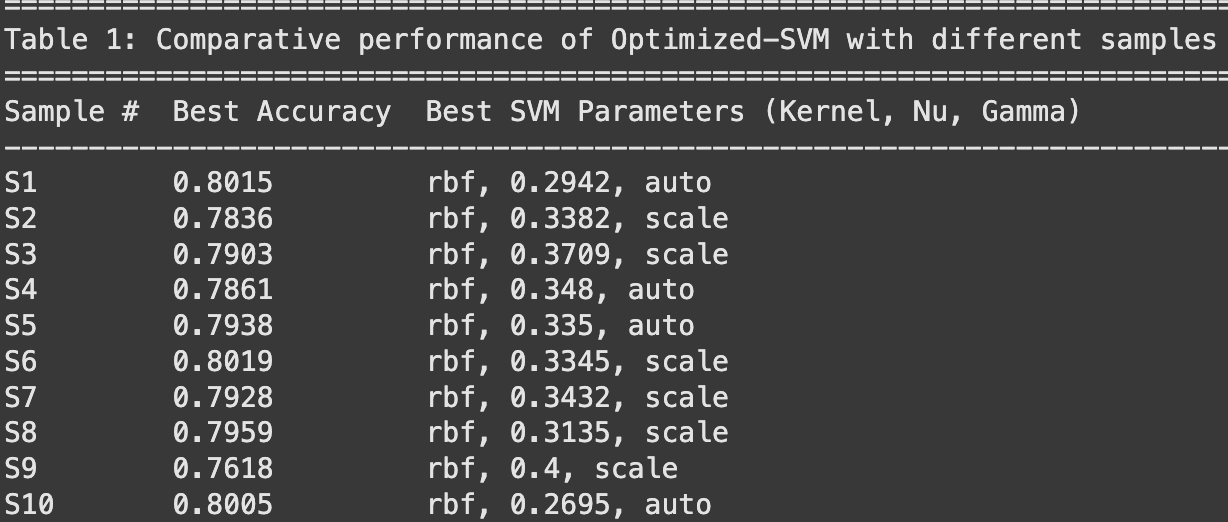 Table 1: Comparative performance of Optimized-SVM with different samples
Sample #  Best Accuracy  Best SVM Parameters (Kernel, Nu, Gamma)
S1        0.8015         rbf, 0.2942, auto
S2        0.7836         rbf, 0.3382, scale
S3        0.7903         rbf, 0.3709, scale
S4        0.7861         rbf, 0.348, auto
S5        0.7938         rbf, 0.335, auto
S6        0.8019         rbf, 0.3345, scale
S7        0.7928         rbf, 0.3432, scale
S8        0.7959         rbf, 0.3135, scale
S9        0.7618         rbf, 0.4, scale
S10       0.8005         rbf, 0.2695, auto